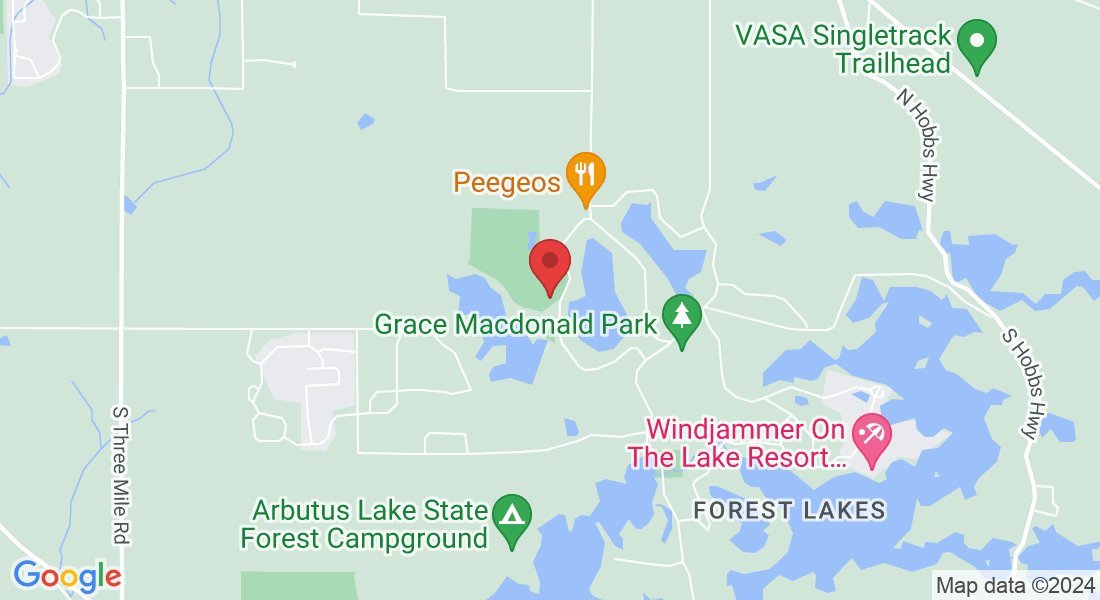 VASA Singletrack
Trailhead
N Hobbs Hwy
Peegeos
Grace Macdonald Park
S Hobbs Hwy
S Three Mile Rd
Windjammer On
The Lake Resort...
Arbutus Lake State
Forest Campground
FOREST LAKES
Google
Map data ©2024